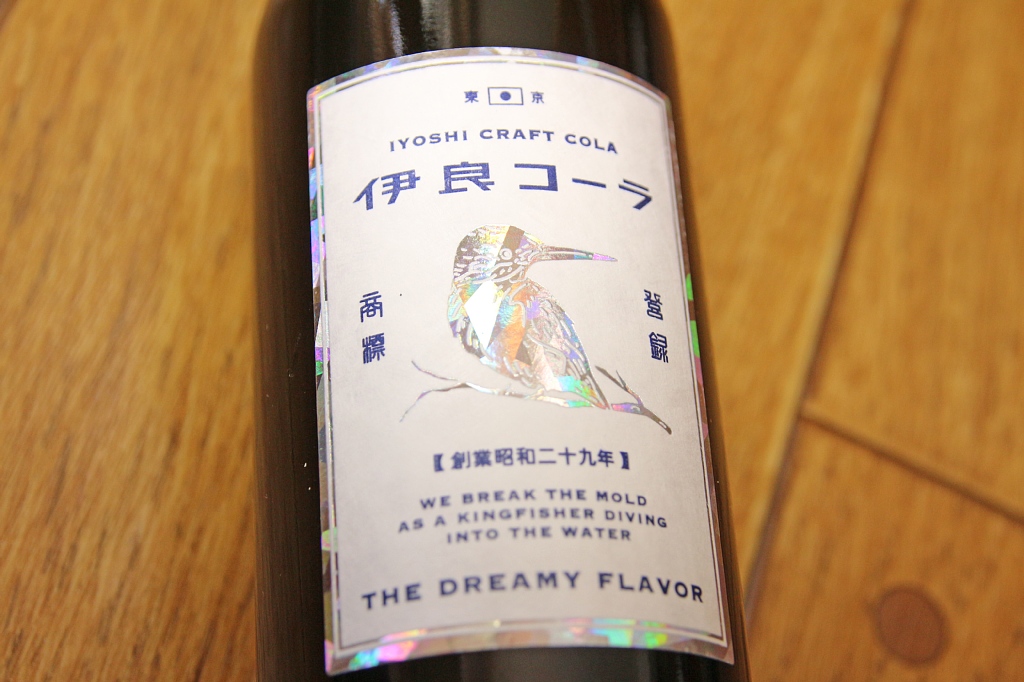 東京
IYOSHI CRAFT COLA
伊良コーラ
商標
登録
【創業昭和二十九年】
WE BREAK THE MOLD
AS A KINGFISHER DIVING
INTO THE WATER
THE DREAMY FLAVOR